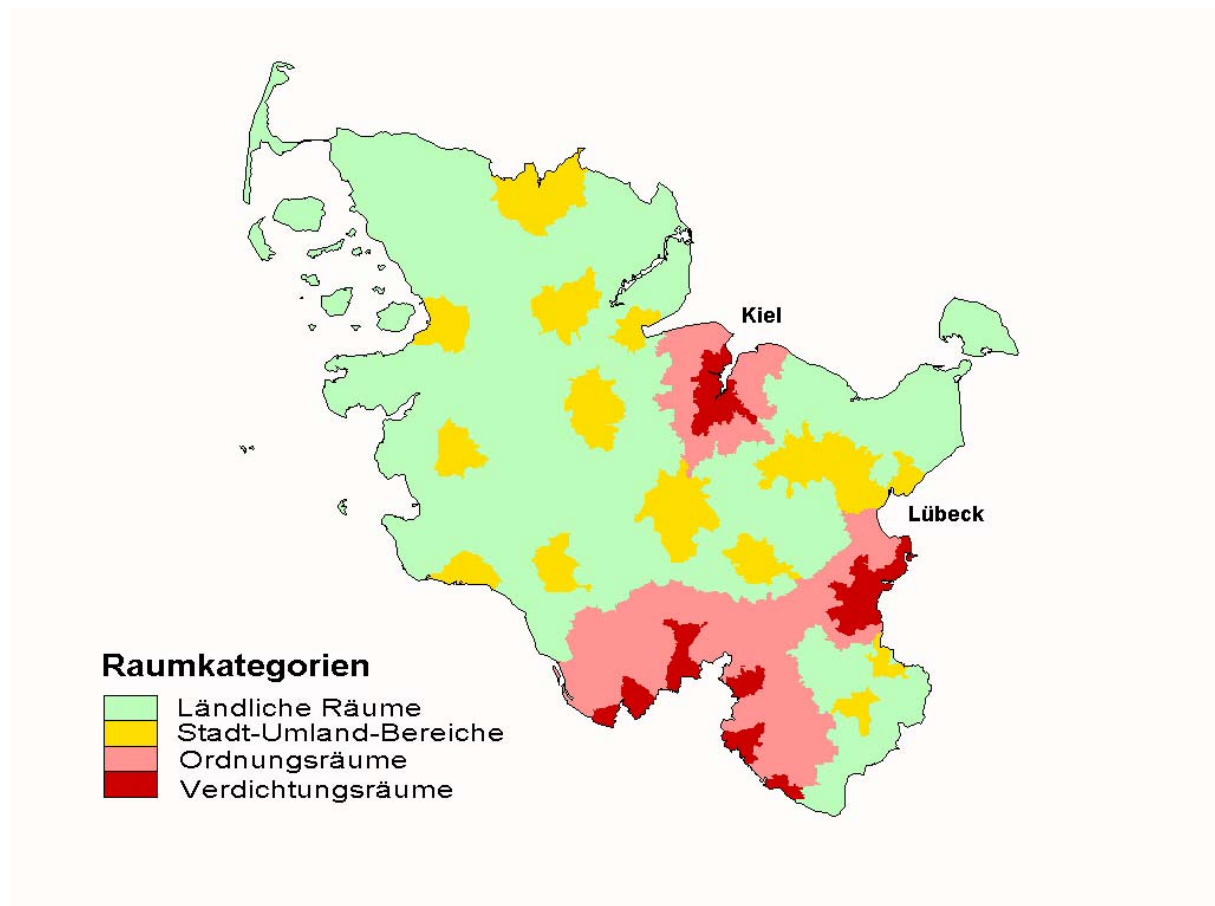 Kiel
Lübeck
Raumkategorien
Ländliche Räume
Stadt-Umland-Bereiche
Ordnungsräume
Verdichtungsräume